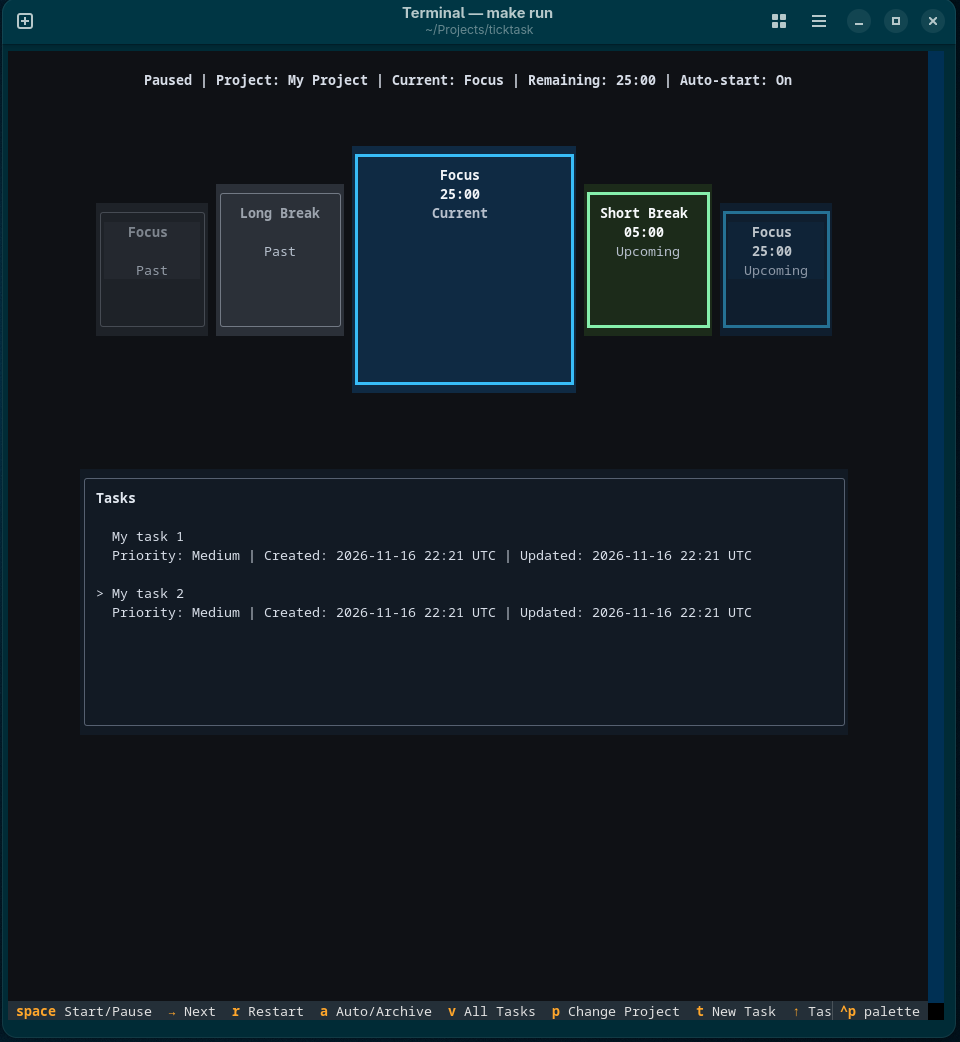 Terminal — make run
~/Projects/ticktask
Paused | Project: My Project | Current: Focus | Remaining: 25:00 | Auto-start: On
Focus
Past
Long Break
Past
Focus
25:00
Current
Short Break
05:00
Upcoming
Focus
25:00
Upcoming
Tasks
My task 1
Priority: Medium | Created: 2026-11-16 22:21 UTC | Updated: 2026-11-16 22:21 UTC
> My task 2
Priority: Medium | Created: 2026-11-16 22:21 UTC | Updated: 2026-11-16 22:21 UTC
space Start/Pause → Next r Restart a Auto/Archive v All Tasks p Change Project t New Task ↑ Tas ^p palette